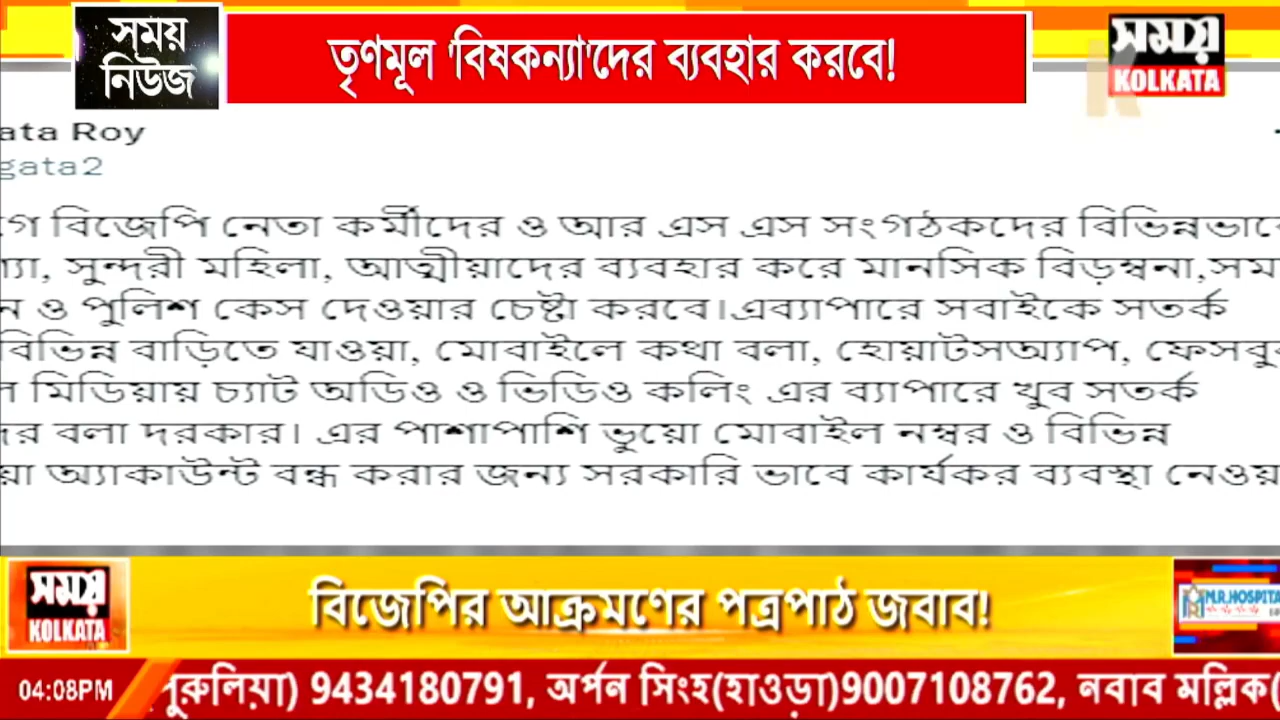 সময় নিউজ
তৃণমূল 'বিষকন্যা'দের ব্যবহার করবে!
সময় KOLKATA
ata Roy
gata2
গে বিজেপি নেতা কর্মীদের ও আর এস এস সংগঠকদের বিভিন্নভাবে
্যা, সুন্দরী মহিলা, আত্মীয়াদের ব্যবহার করে মানসিক বিড়ম্বনা,সমা
ন ও পুলিশ কেস দেওয়ার চেষ্টা করবে।এব্যাপারে সবাইকে সতর্ক
বিভিন্ন বাড়িতে যাওয়া, মোবাইলে কথা বলা, হোয়াটসঅ্যাপ, ফেসবু
ল মিডিয়ায় চ্যাট অডিও ও ভিডিও কলিং এর ব্যাপারে খুব সতর্ক
দের বলা দরকার। এর পাশাপাশি ভুয়ো মোবাইল নম্বর ও বিভিন্ন
য়া অ্যাকাউন্ট বন্ধ করার জন্য সরকারি ভাবে কার্যকর ব্যবস্থা নেওয়
সময় KOLKATA
বিজেপির আক্রমণের পত্রপাঠ জবাব!
M.R.HOSPITA
04:08PM
পুরুলিয়া) 9434180791, অর্পন সিংহ(হাওড়া)9007108762, নবাব মল্লিক(